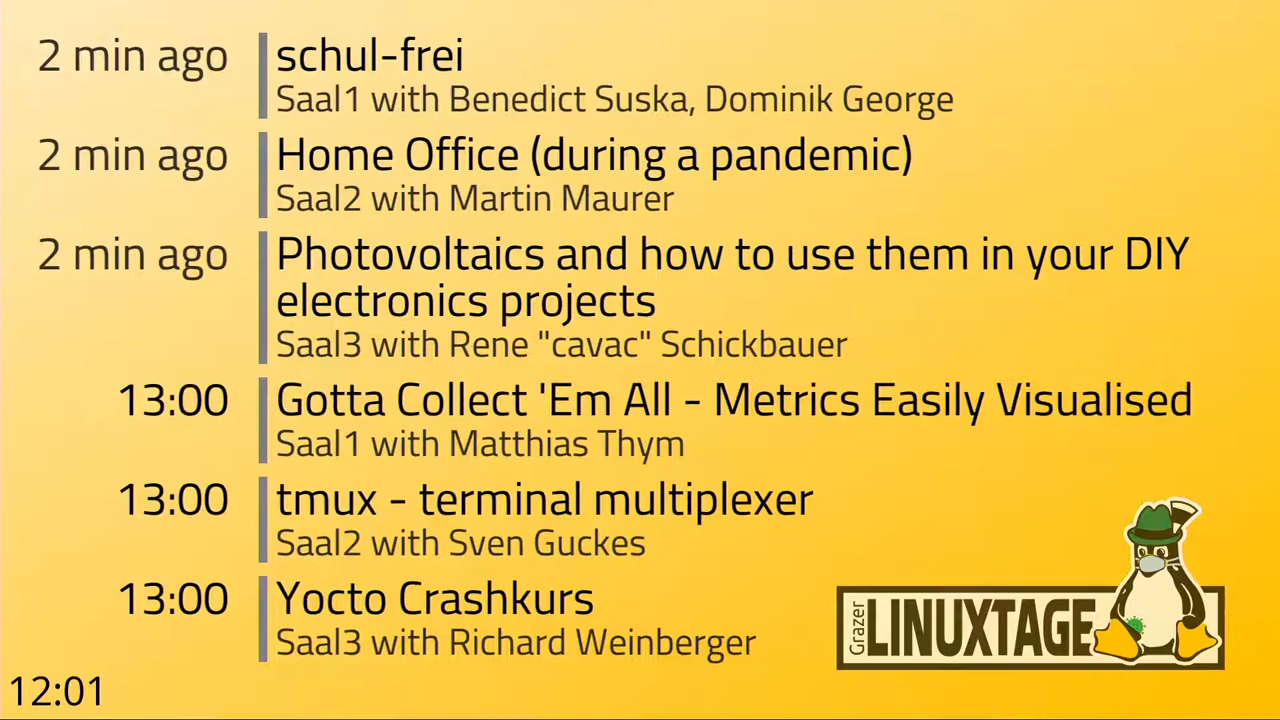 2 min ago
schul-frei
Saal1 with Benedict Suska, Dominik George
2 min ago
Home Office (during a pandemic)
Saal2 with Martin Maurer
2 min ago
Photovoltaics and how to use them in your DIY
electronics projects
Saal3 with Rene "cavac" Schickbauer
13:00
Gotta Collect 'Em All - Metrics Easily Visualised
Saal1 with Matthias Thym
13:00
tmux - terminal multiplexer
Saal2 with Sven Guckes
13:00
Yocto Crashkurs
Saal3 with Richard Weinberger
Grazer
LINUXTAGE
12:01